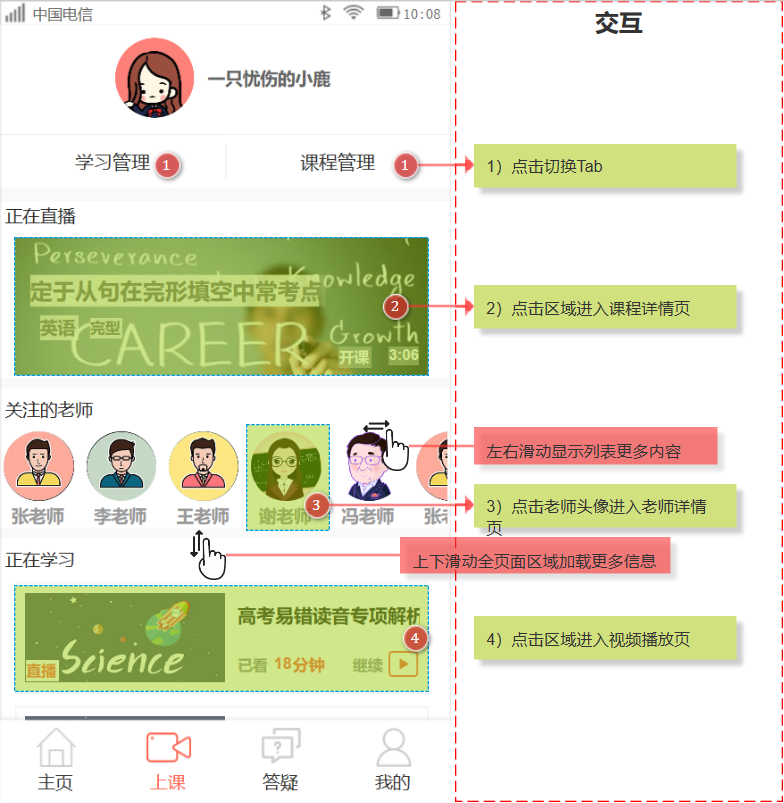 中国电信
10:08
交互
一只忧伤的小鹿
学习管理 1
课程管理 1
1）点击切换Tab
正在直播
Perseverance
Knowledge
定于从句在完形填空中常考点
2
2）点击区域进入课程详情页
英语 完型
CAREER
Growth
开课 3:06
关注的老师
左右滑动显示列表更多内容
3
3）点击老师头像进入老师详情
页
张老师 李老师 王老师 谢老师 冯老师 张老
上下滑动全页面区域加载更多信息
正在学习
高考易错读音专项解析
4
4）点击区域进入视频播放页
Science
直播
已看 18分钟 继续
主页 上课 答疑 我的